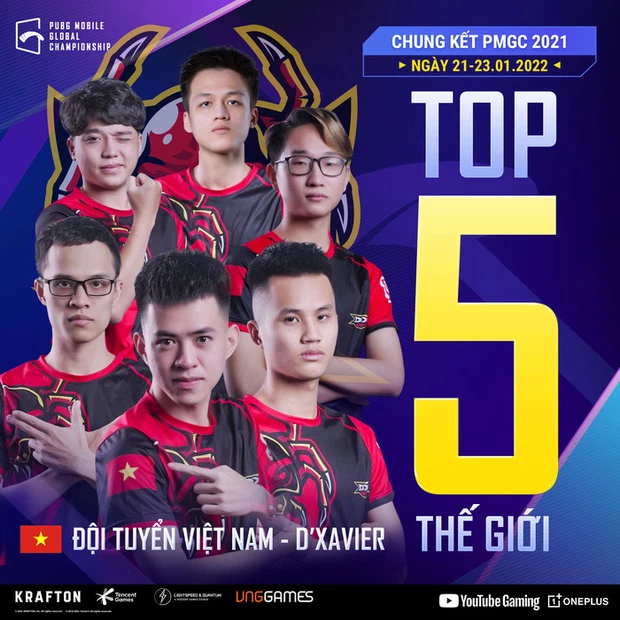 PUBG MOBILE
GLOBAL
CHAMPIONSHIP
CHUNG KẾT PMGC 2021
NGÀY 21-23.01.2022
TOP
5
THẾ GIỚI
ĐỘI TUYỂN VIỆT NAM - D'XAVIER
KRAFTON
Tencent
Games
LIGHTSPEED & QUANTUM
VNGGAMES
YouTube Gaming
ONEPLUS